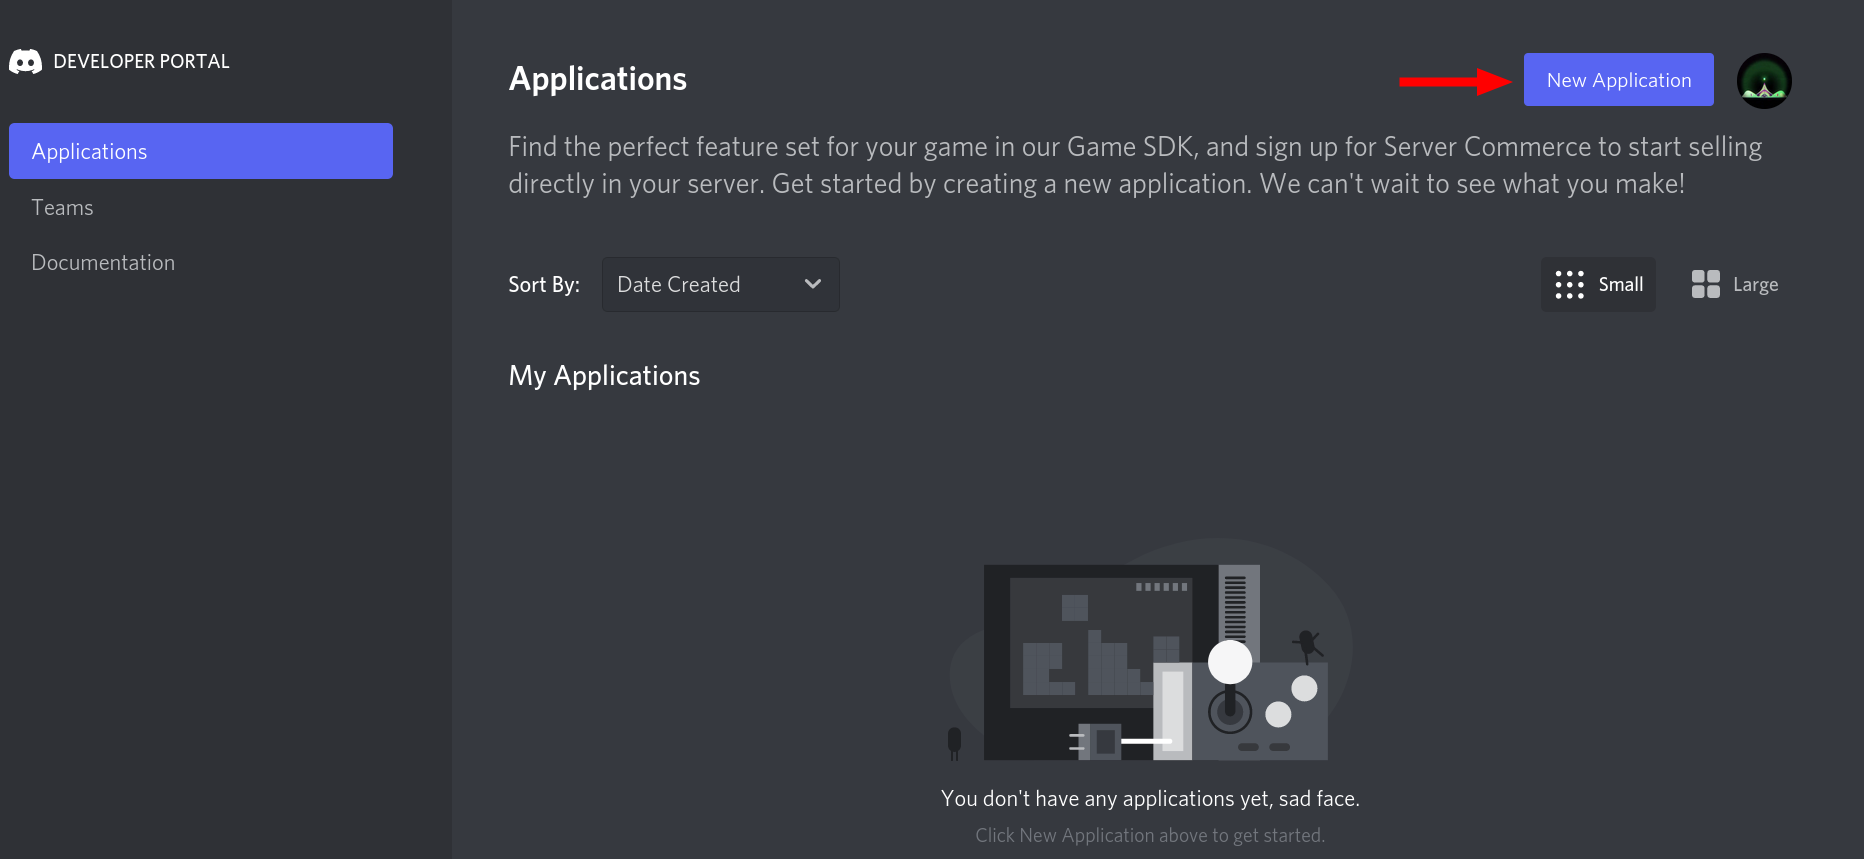 DEVELOPER PORTAL
Applications
Teams
Documentation
Applications
New Application
Find the perfect feature set for your game in our Game SDK, and sign up for Server Commerce to start selling
directly in your server. Get started by creating a new application. We can't wait to see what you make!
Sort By:
Date Created
Small
Large
My Applications
You don't have any applications yet, sad face.
Click New Application above to get started.